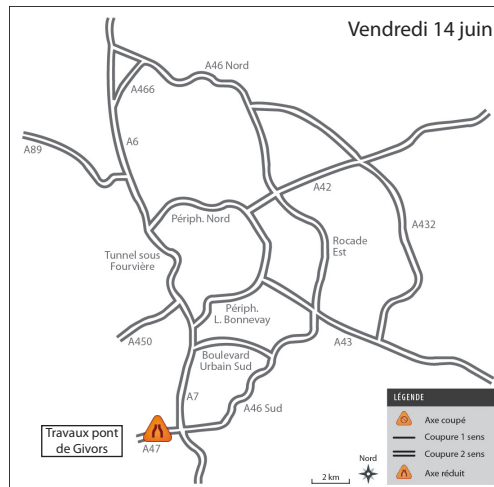 Vendredi 14 juin
A46 Nord
A466
A6
A89
A42
Périph. Nord
A432
Rocade
Est
Tunnel sous
Fourvière
Périph.
L. Bonnevay
A450
A43
Boulevard
Urbain Sud
A7
A46 Sud
Travaux pont
de Givors
A47
Nord
2 km
LÉGENDE
Axe coupé
Coupure 1 sens
Coupure 2 sens
Axe réduit